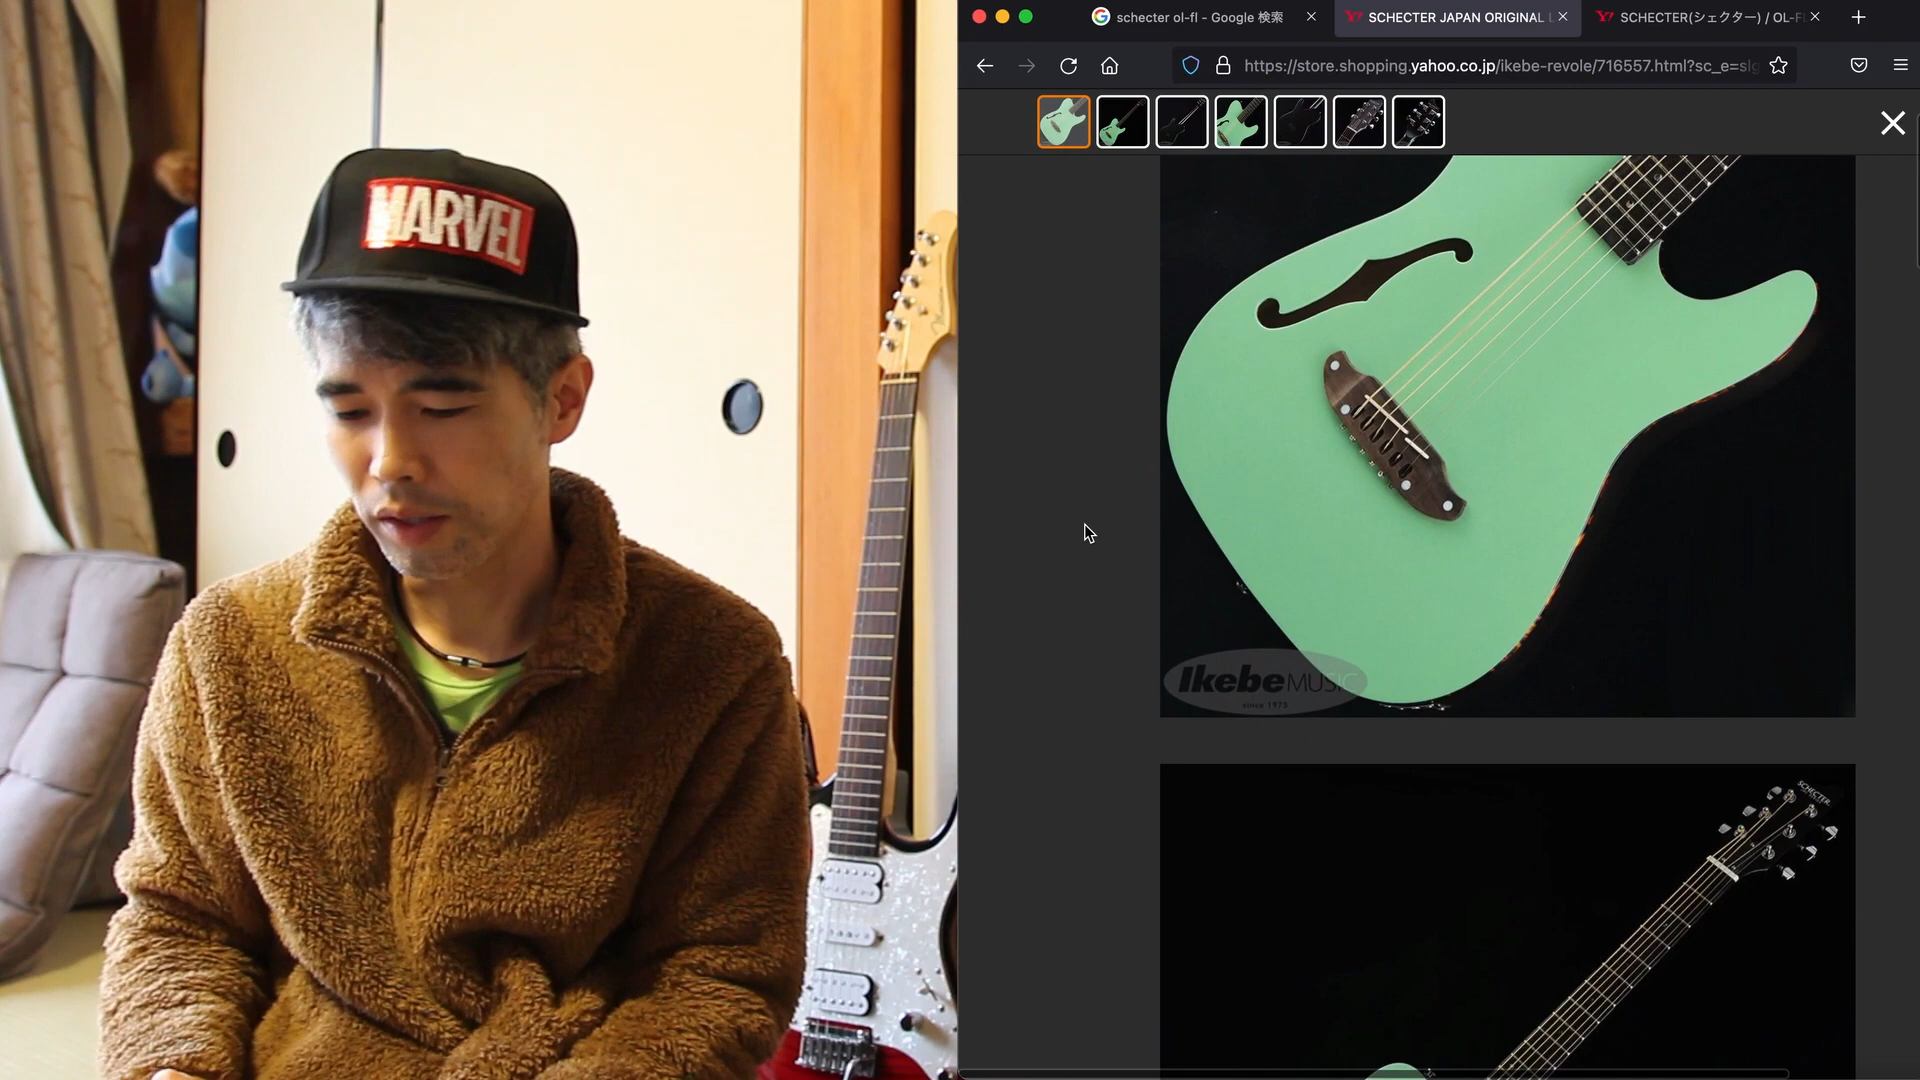 schecter ol-fl - Google 検索
SCHECTER JAPAN ORIGINAL
SCHECTER(シェクター) / OL-F
https://store.shopping.yahoo.co.jp/ikebe-revole/716557.html?sc_e=slg
MARVEL
Ikebe MUSIC
since 1975
SCHECTER